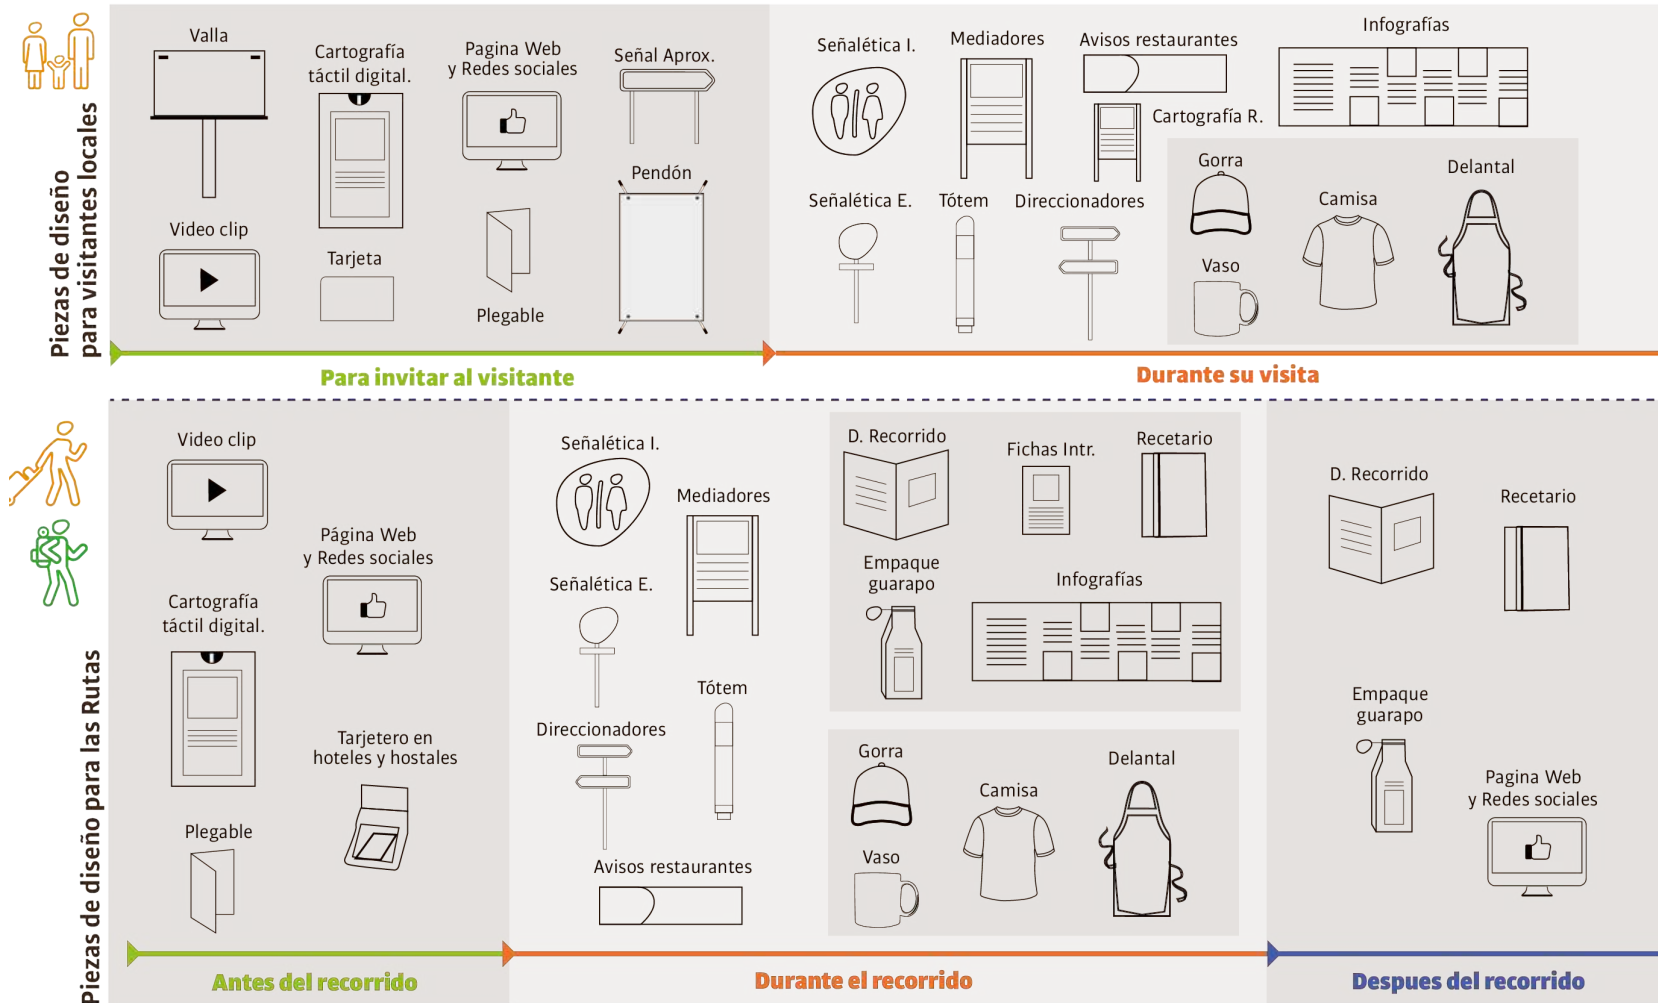 Piezas de diseño
para visitantes locales
Valla
Cartografía
táctil digital.
Pagina Web
y Redes sociales
Señal Aprox.
Video clip
Tarjeta
Plegable
Pendón
Para invitar al visitante
Señalética I.
Mediadores
Avisos restaurantes
Infografías
Cartografía R.
Señalética E.
Tótem
Direccionadores
Gorra
Camisa
Delantal
Vaso
Durante su visita
Piezas de diseño para las Rutas
Video clip
Página Web
y Redes sociales
Cartografía
táctil digital.
Tarjetero en
hoteles y hostales
Plegable
Antes del recorrido
Señalética I.
Mediadores
Señalética E.
Tótem
Direccionadores
Avisos restaurantes
D. Recorrido
Fichas Intr.
Recetario
Empaque
guarapo
Infografías
Gorra
Camisa
Delantal
Vaso
Durante el recorrido
D. Recorrido
Recetario
Empaque
guarapo
Pagina Web
y Redes sociales
Despues del recorrido